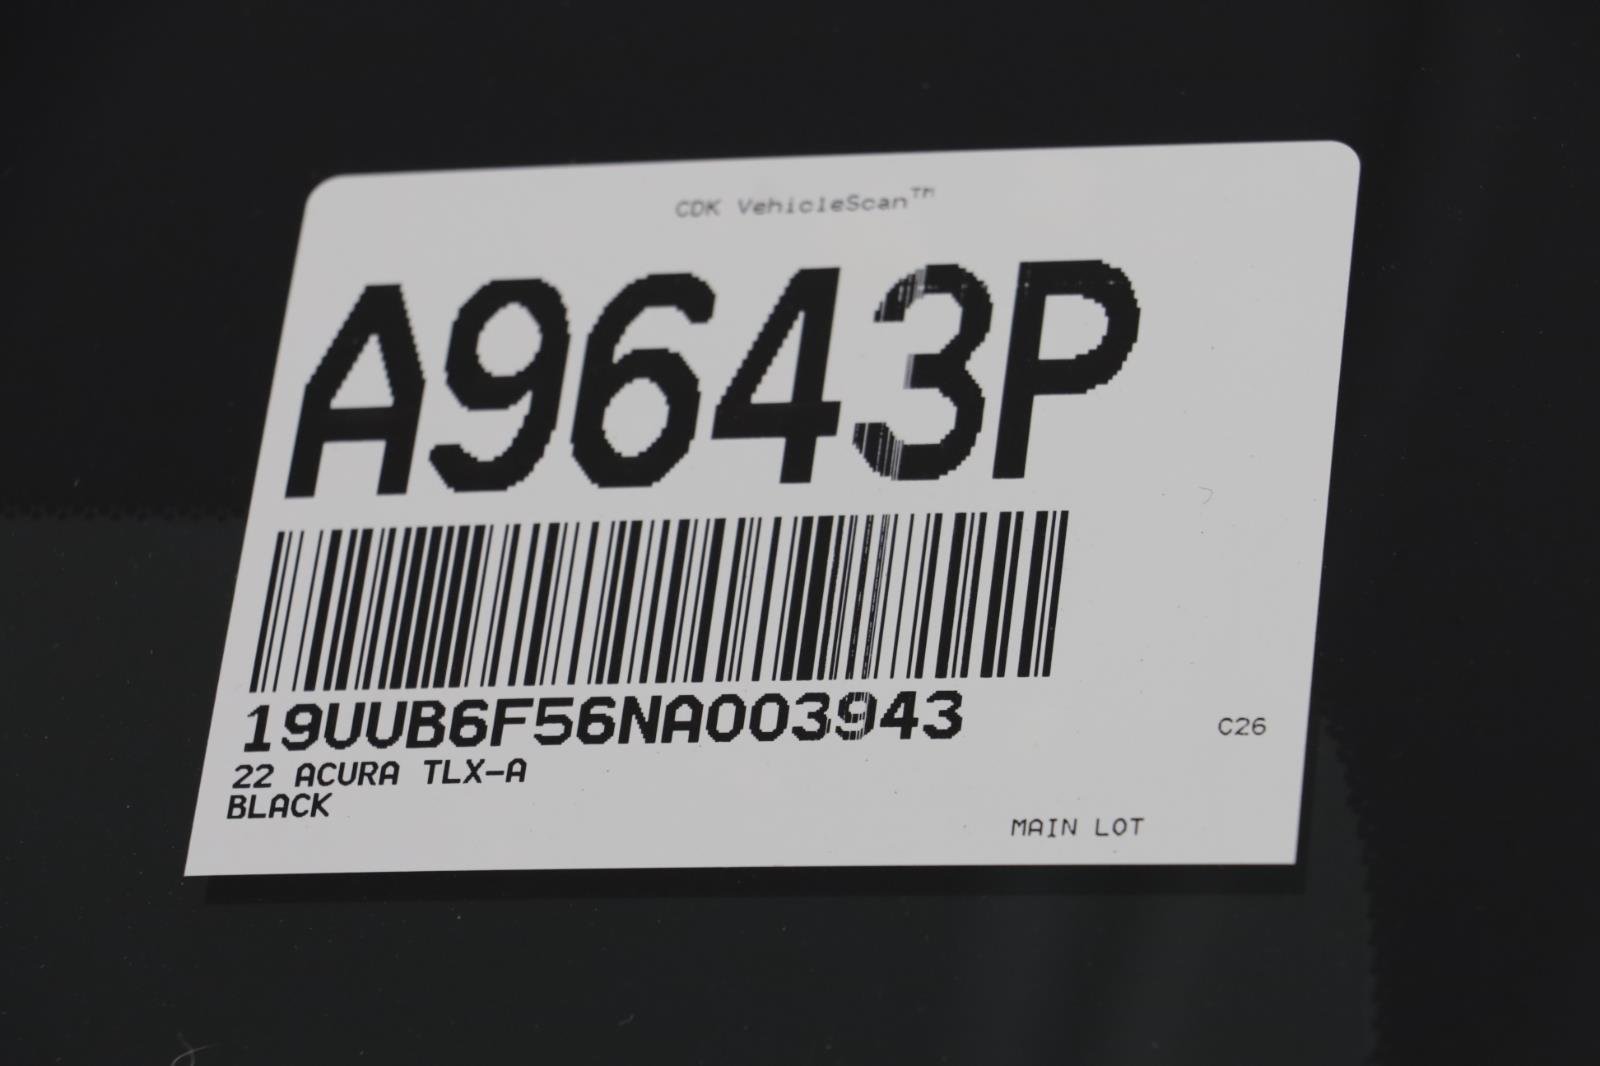 CDK VehicleScan™
A9643P
19UUB6F56NA003943
22 ACURA TLX-A
BLACK
C26
MAIN LOT